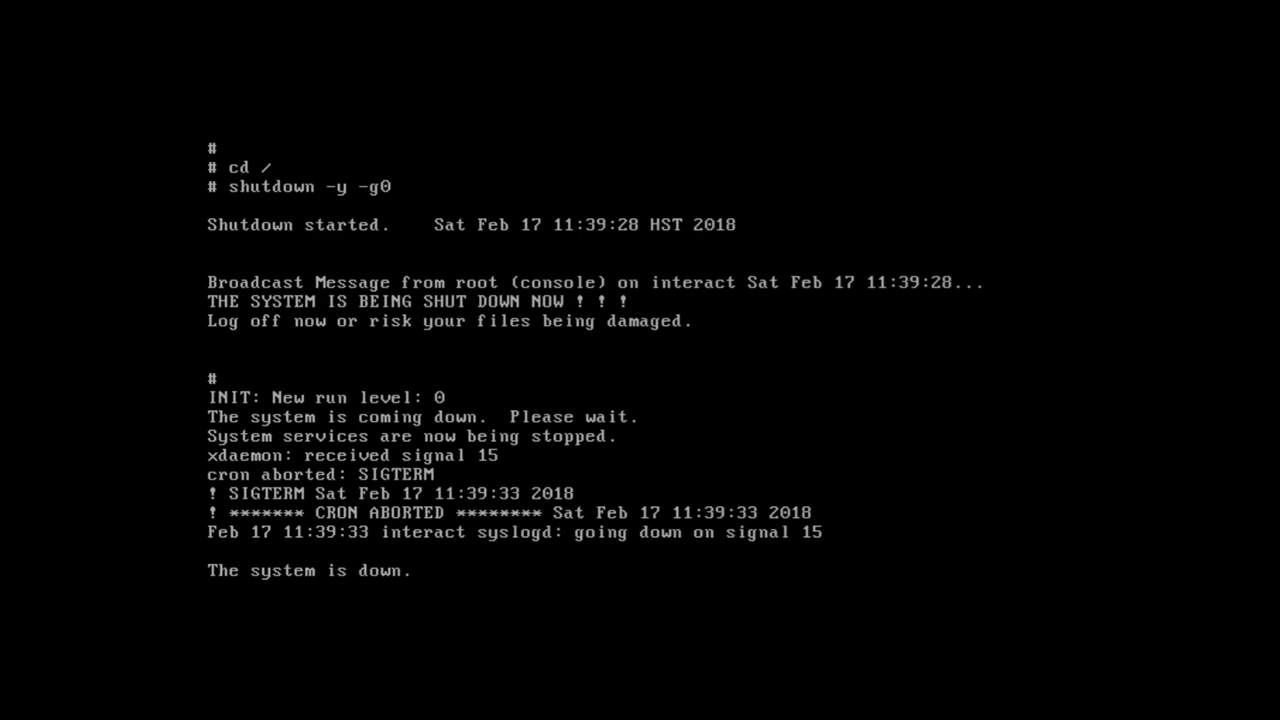 #
# cd /
# shutdown -y -g0
Shutdown started.    Sat Feb 17 11:39:28 HST 2018
Broadcast Message from root (console) on interact Sat Feb 17 11:39:28...
THE SYSTEM IS BEING SHUT DOWN NOW ! ! !
Log off now or risk your files being damaged.
#
INIT: New run level: 0
The system is coming down.  Please wait.
System services are now being stopped.
xdaemon: received signal 15
cron aborted: SIGTERM
! SIGTERM Sat Feb 17 11:39:33 2018
! ******* CRON ABORTED ******** Sat Feb 17 11:39:33 2018
Feb 17 11:39:33 interact syslogd: going down on signal 15
The system is down.